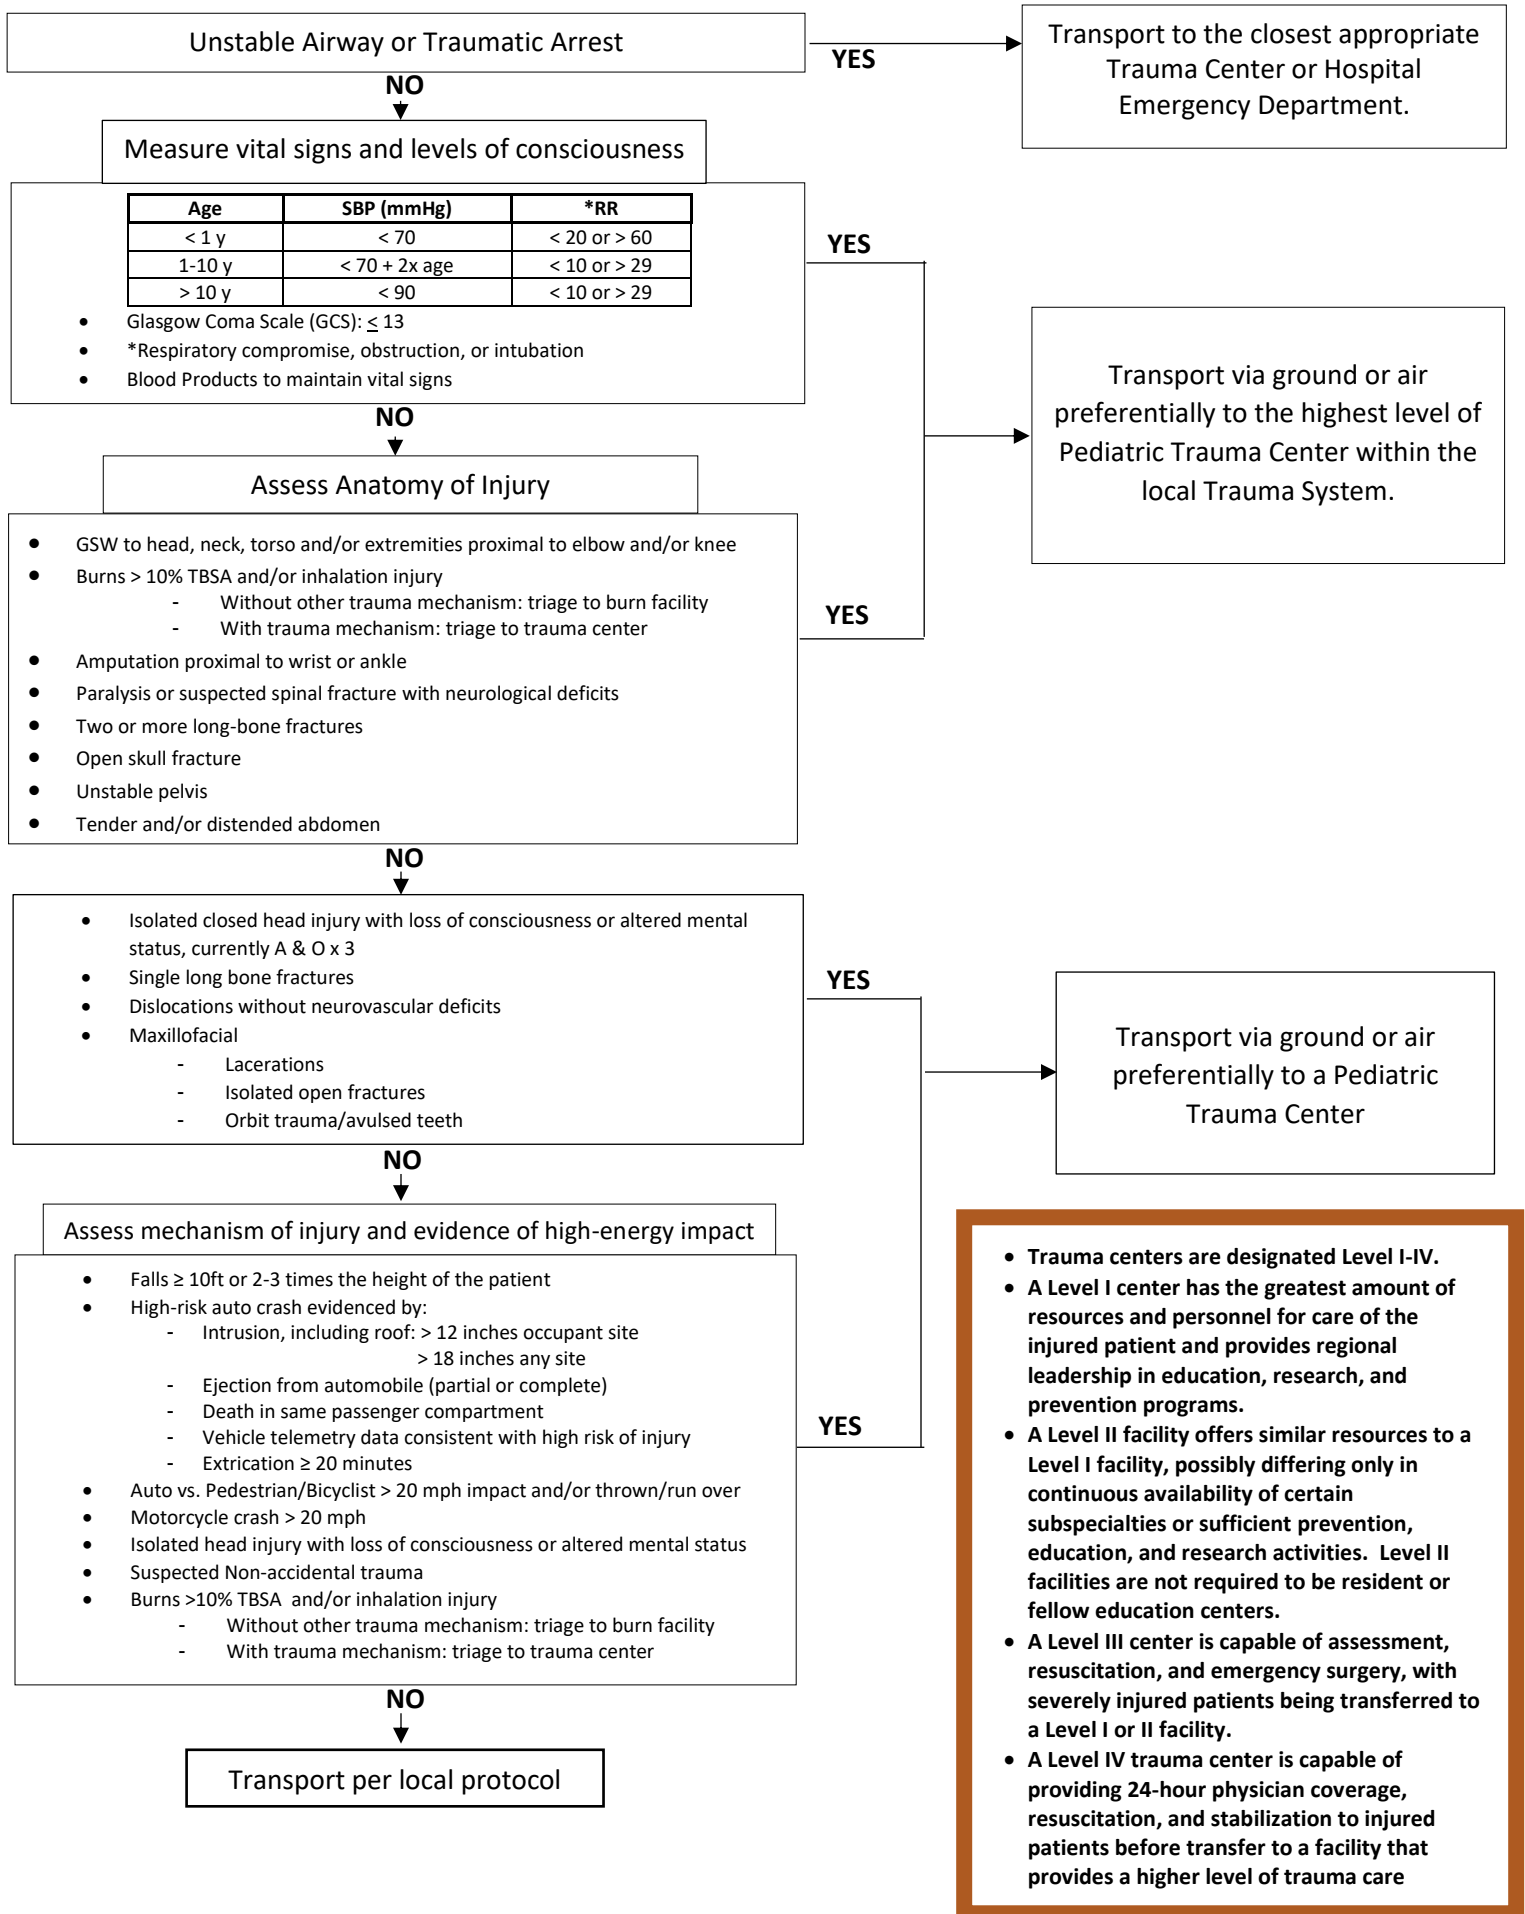 Unstable Airway or Traumatic Arrest
YES
Transport to the closest appropriate
Trauma Center or Hospital
Emergency Department.
NO
Measure vital signs and levels of consciousness
Age SBP (mmHg) *RR
< 1 y < 70 < 20 or > 60
1-10 y < 70 + 2x age < 10 or > 29
> 10 y < 90 < 10 or > 29
• Glasgow Coma Scale (GCS): < 13
• *Respiratory compromise, obstruction, or intubation
• Blood Products to maintain vital signs
YES
Transport via ground or air
preferentially to the highest level of
Pediatric Trauma Center within the
local Trauma System.
NO
Assess Anatomy of Injury
• GSW to head, neck, torso and/or extremities proximal to elbow and/or knee
• Burns > 10% TBSA and/or inhalation injury
- Without other trauma mechanism: triage to burn facility
- With trauma mechanism: triage to trauma center
• Amputation proximal to wrist or ankle
• Paralysis or suspected spinal fracture with neurological deficits
• Two or more long-bone fractures
• Open skull fracture
• Unstable pelvis
• Tender and/or distended abdomen
YES
NO
• Isolated closed head injury with loss of consciousness or altered mental
status, currently A & O x 3
• Single long bone fractures
• Dislocations without neurovascular deficits
• Maxillofacial
- Lacerations
- Isolated open fractures
- Orbit trauma/avulsed teeth
YES
Transport via ground or air
preferentially to a Pediatric
Trauma Center
NO
Assess mechanism of injury and evidence of high-energy impact
• Falls ≥ 10ft or 2-3 times the height of the patient
• High-risk auto crash evidenced by:
- Intrusion, including roof: > 12 inches occupant site
> 18 inches any site
- Ejection from automobile (partial or complete)
- Death in same passenger compartment
- Vehicle telemetry data consistent with high risk of injury
- Extrication ≥ 20 minutes
• Auto vs. Pedestrian/Bicyclist > 20 mph impact and/or thrown/run over
• Motorcycle crash > 20 mph
• Isolated head injury with loss of consciousness or altered mental status
• Suspected Non-accidental trauma
• Burns >10% TBSA and/or inhalation injury
- Without other trauma mechanism: triage to burn facility
- With trauma mechanism: triage to trauma center
YES
NO
Transport per local protocol
• Trauma centers are designated Level I-IV.
• A Level I center has the greatest amount of
resources and personnel for care of the
injured patient and provides regional
leadership in education, research, and
prevention programs.
• A Level II facility offers similar resources to a
Level I facility, possibly differing only in
continuous availability of certain
subspecialties or sufficient prevention,
education, and research activities. Level II
facilities are not required to be resident or
fellow education centers.
• A Level III center is capable of assessment,
resuscitation, and emergency surgery, with
severely injured patients being transferred to
a Level I or II facility.
• A Level IV trauma center is capable of
providing 24-hour physician coverage,
resuscitation, and stabilization to injured
patients before transfer to a facility that
provides a higher level of trauma care